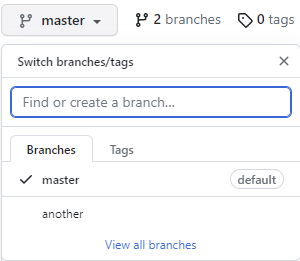 master 2 branches 0 tags
Switch branches/tags
Find or create a branch...
Branches Tags
master default
another
View all branches